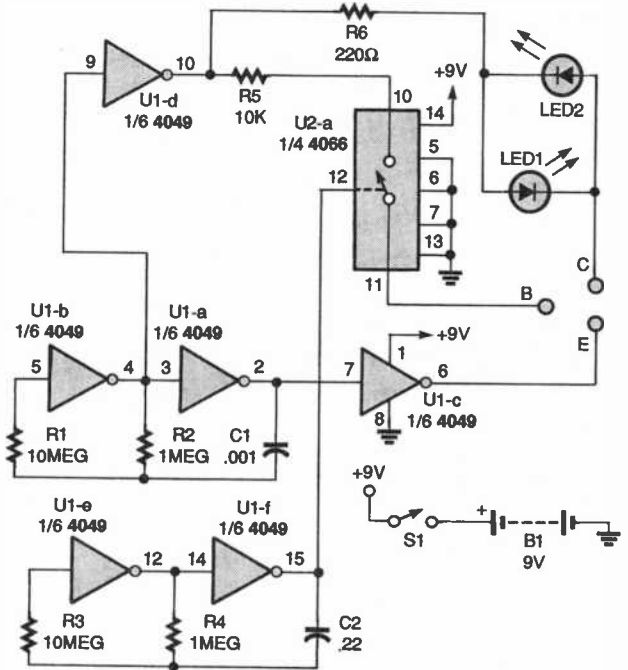 R6
220Ω
9
10
U1-d
1/6 4049
R5
10K
+9V
10
U2-a
1/4 4066
14
5
6
7
13
12
11
LED2
LED1
C
B
E
U1-b
1/6 4049
U1-a
1/6 4049
5
4
3
2
R1
10MEG
R2
1MEG
C1
.001
+9V
7
1
6
8
U1-c
1/6 4049
U1-e
1/6 4049
U1-f
1/6 4049
12
14
15
R3
10MEG
R4
1MEG
C2
.22
+9V
S1
+
B1
9V